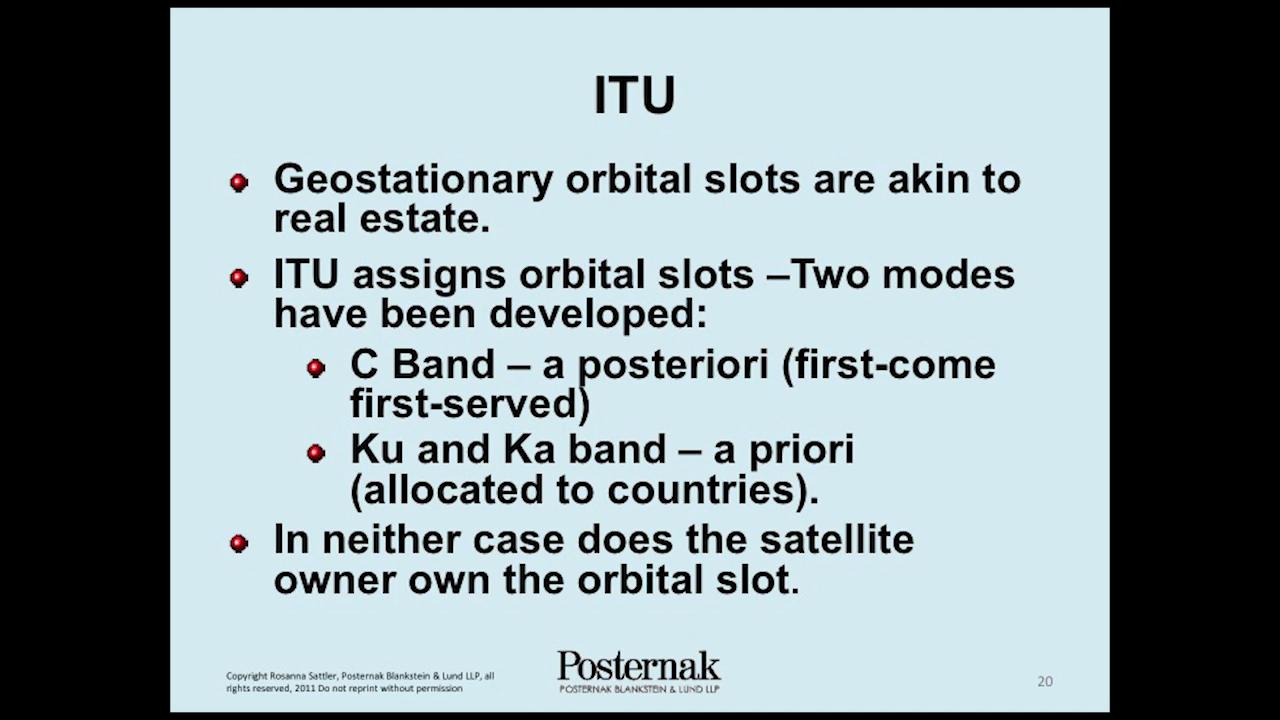 ITU
Geostationary orbital slots are akin to
real estate.
ITU assigns orbital slots –Two modes
have been developed:
C Band – a posteriori (first-come
first-served)
Ku and Ka band – a priori
(allocated to countries).
In neither case does the satellite
owner own the orbital slot.
Copyright Rosanna Sattler, Posternak Blankstein & Lund LLP, all
rights reserved, 2011 Do not reprint without permission
Posternak
POSTERNAK BLANKSTEIN & LUND LLP
20